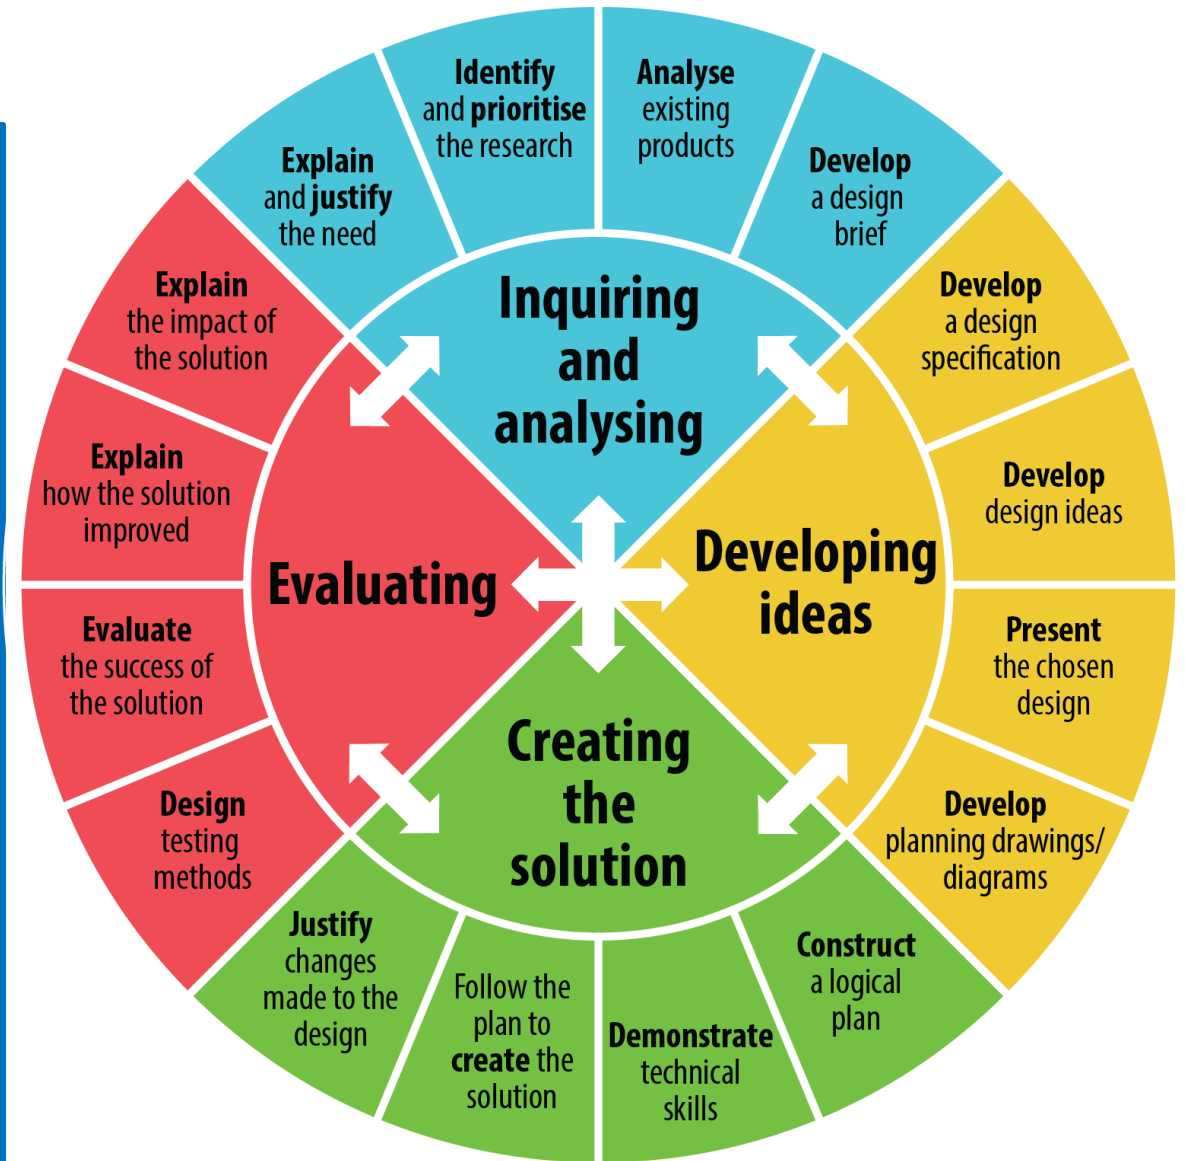 Identify
and prioritise
the research
Analyse
existing
products
Explain
and justify
the need
Develop
a design
brief
Explain
the impact of
the solution
Inquiring
and
analysing
Develop
a design
specification
Explain
how the solution
improved
Develop
design ideas
Evaluating
Developing
ideas
Evaluate
the success of
the solution
Present
the chosen
design
Design
testing
methods
Creating
the
solution
Develop
planning drawings/
diagrams
Justify
changes
made to the
design
Follow the
plan to
create the
solution
Demonstrate
technical
skills
Construct
a logical
plan